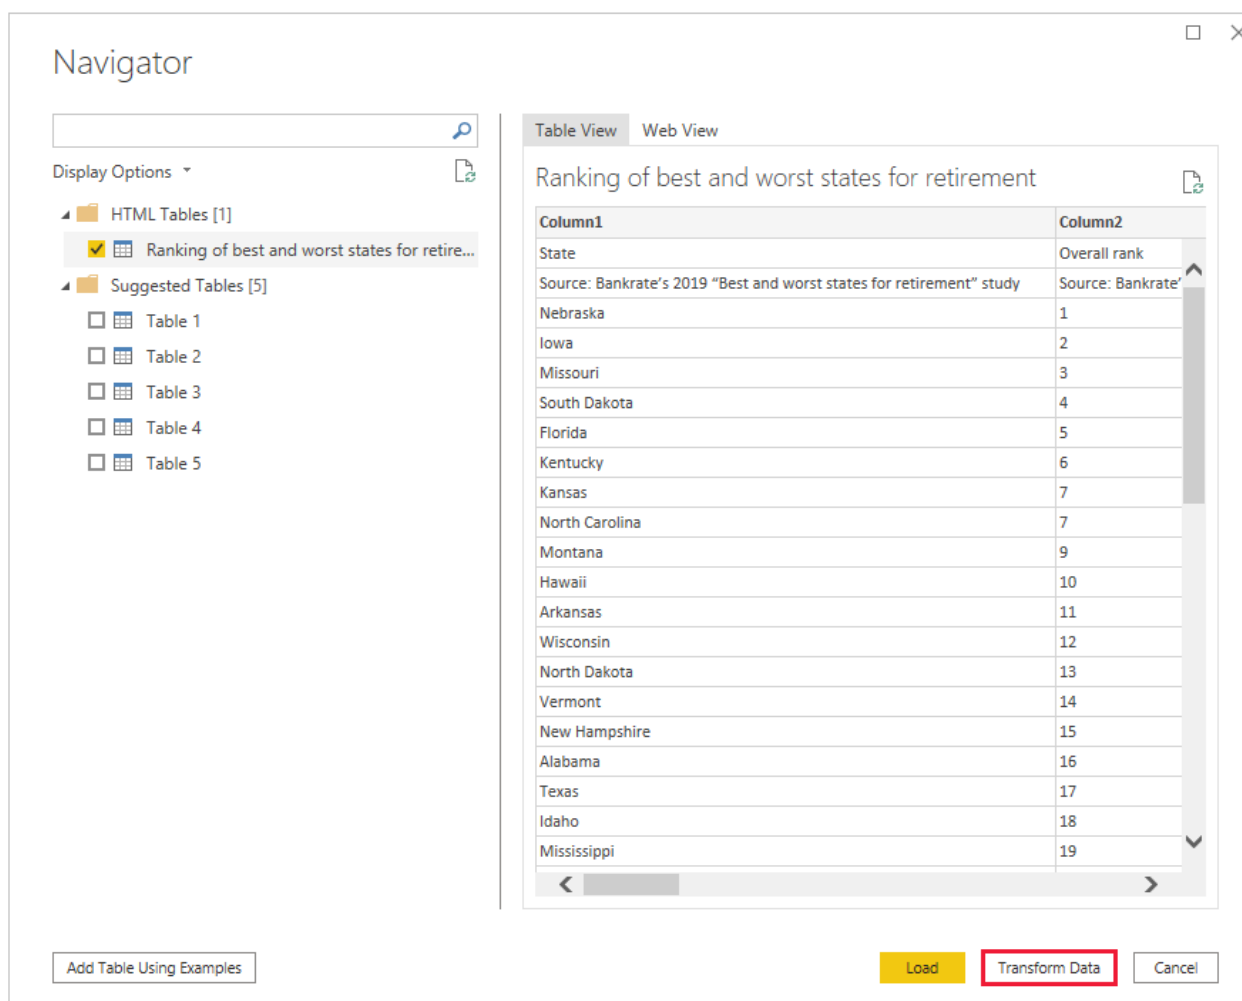 Navigator
Display Options
HTML Tables [1]
Ranking of best and worst states for retire...
Suggested Tables [5]
Table 1
Table 2
Table 3
Table 4
Table 5
Table View Web View
Ranking of best and worst states for retirement
Column1 Column2
State Overall rank
Source: Bankrate’s 2019 “Best and worst states for retirement” study Source: Bankrate’
Nebraska 1
Iowa 2
Missouri 3
South Dakota 4
Florida 5
Kentucky 6
Kansas 7
North Carolina 7
Montana 9
Hawaii 10
Arkansas 11
Wisconsin 12
North Dakota 13
Vermont 14
New Hampshire 15
Alabama 16
Texas 17
Idaho 18
Mississippi 19
Add Table Using Examples Load Transform Data Cancel